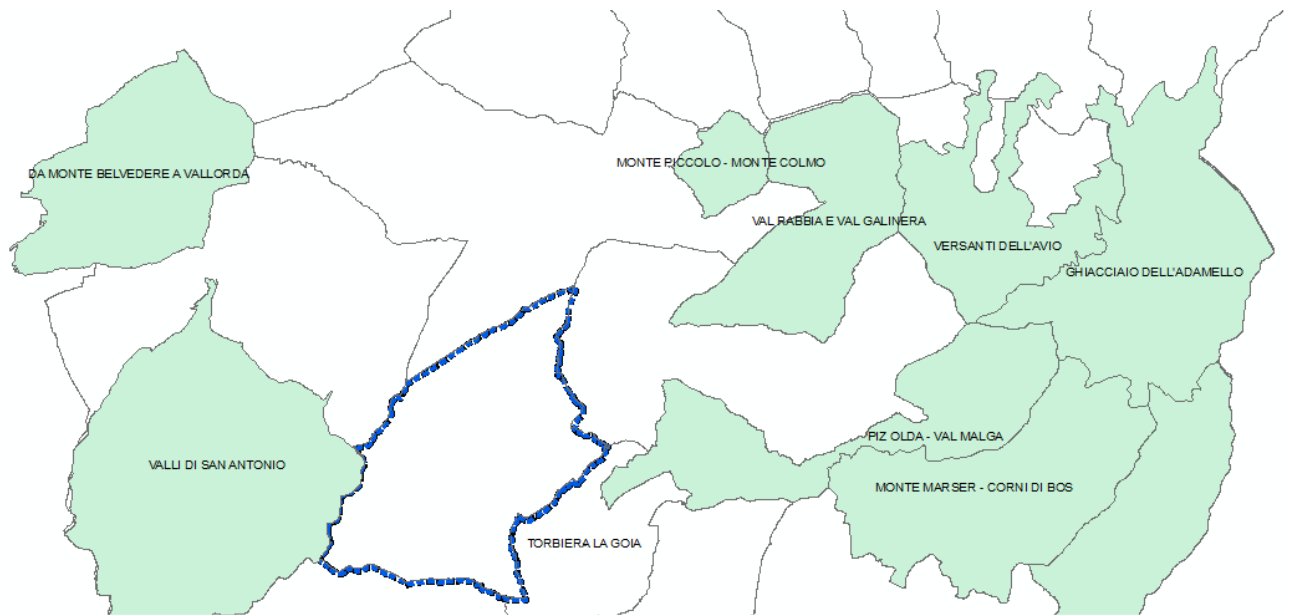 MONTE PICCOLO - MONTE COLMO
DA MONTE BELVEDERE A VALLORDA
VAL RABBIA E VAL GALINERA
VERSANTI DELL'AVIO
GHIACCIAIO DELL'ADAMELLO
PIZ OLDA - VAL MALGA
VALLI DI SAN ANTONIO
MONTE MARSER - CORNI DI BOS
TORBIERA LA GOIA